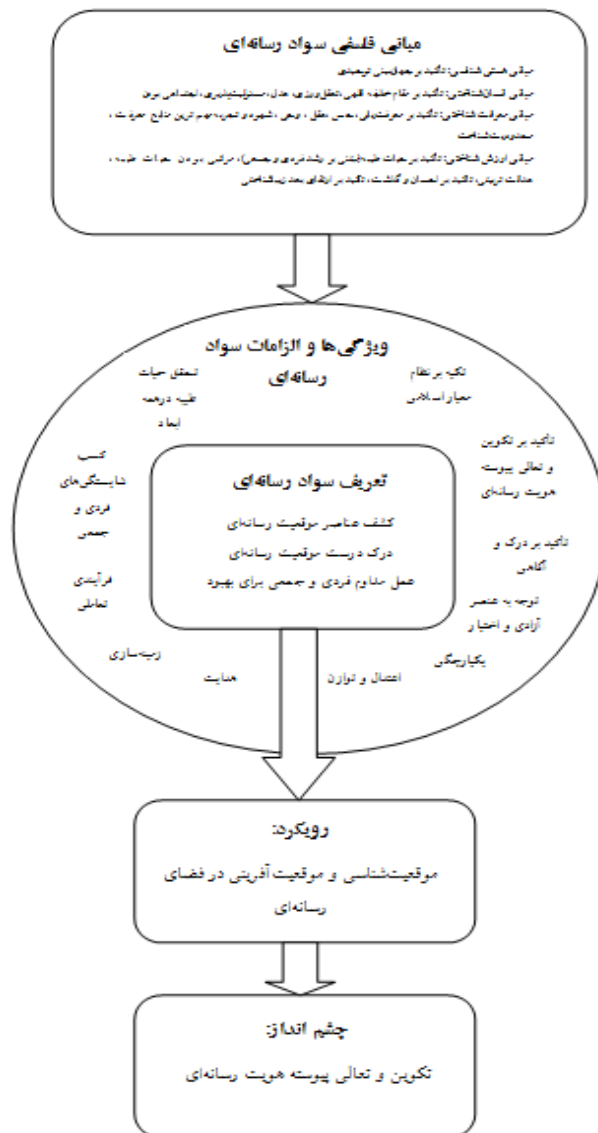 مبانی فلسفی سواد رسانه‌ای
مبانی هستی شناسی: تأکید بر جهان‌بینی توحیدی
مبانی انسان‌شناختی: تأکید بر مقام خلیفه الهی، تعقل‌ورزی، عدل، مسئولیت‌پذیری، اجتماعی بودن
مبانی معرفت شناختی: تأکید بر معرفت‌یابی، حس، عقل، وحی، شهود و تجربه مهم ترین منابع معرفت،
محدودیت شناخت
مبانی ارزش شناختی: تأکید بر حیات طیبه (مبتنی بر رشد فردی و جمعی)، مراتبی بودن حیات طیبه،
عدالت تربیتی، تأکید بر احسان و گذشت، تأکید بر ارتقای بعد زیباشناختی
ویژگی‌ها و الزامات سواد
رسانه‌ای
تکیه بر نظام
معیار اسلامی
تأکید بر تکوین
و تعالی پیوسته
هویت رسانه‌ای
تأکید بر درک و
آگاهی
توجه به عنصر
آزادی و اختیار
یکپارچگی
اعتدال و توازن
هدایت
زمینه‌سازی
فرآیندی
تعاملی
کسب
شایستگی‌های
فردی و
جمعی
تحقق حیات
طیبه در همه
ابعاد
تعریف سواد رسانه‌ای
کشف عناصر موقعیت رسانه‌ای
درک درست موقعیت رسانه‌ای
عمل مداوم فردی و جمعی برای بهبود
رویکرد:
موقعیت‌شناسی و موقعیت آفرینی در فضای
رسانه‌ای
چشم انداز:
تکوین و تعالی پیوسته هویت رسانه‌ای